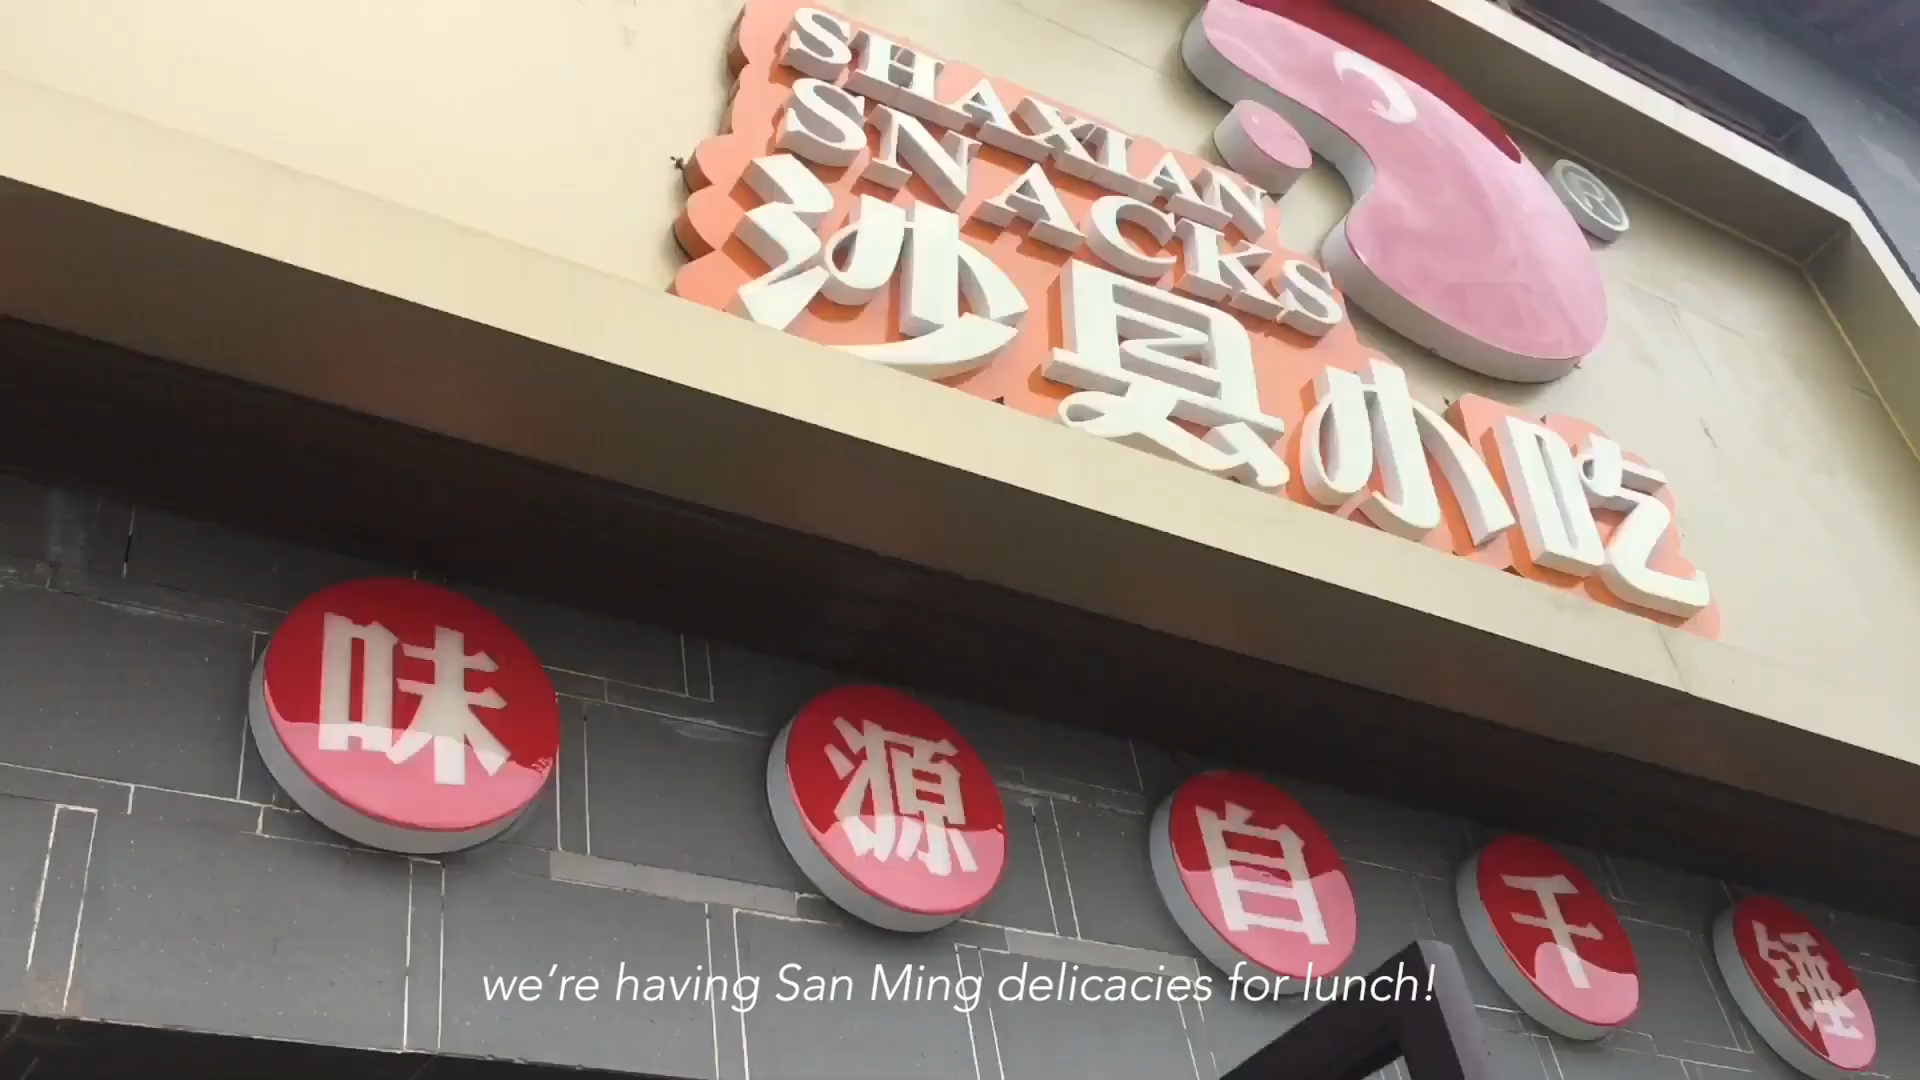 SHAXIAN
SNACKS
沙县小吃
®
味源自千锤
we're having San Ming delicacies for lunch!